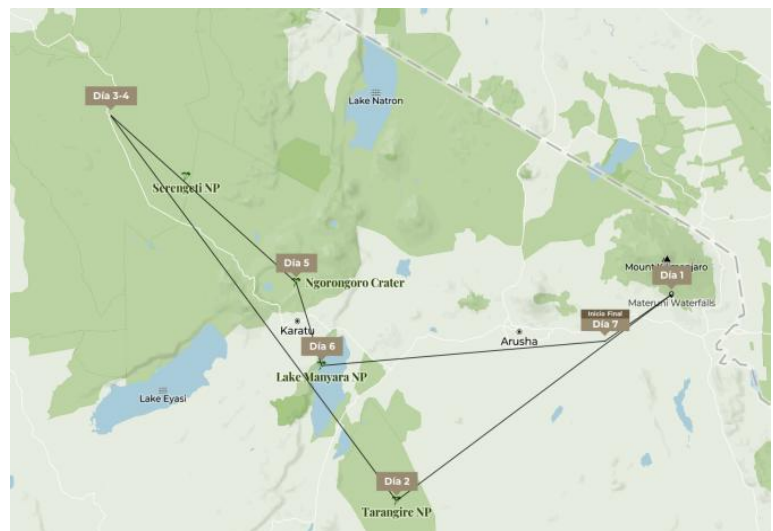 Día 3-4
Lake Natron
Serengeti NP
Día 5
Ngorongoro Crater
Mount Kilimanjaro
Día 1
Materuni Waterfalls
Inicio Final
Día 7
Karatu
Arusha
Día 6
Lake Manyara NP
Lake Eyasi
Día 2
Tarangire NP